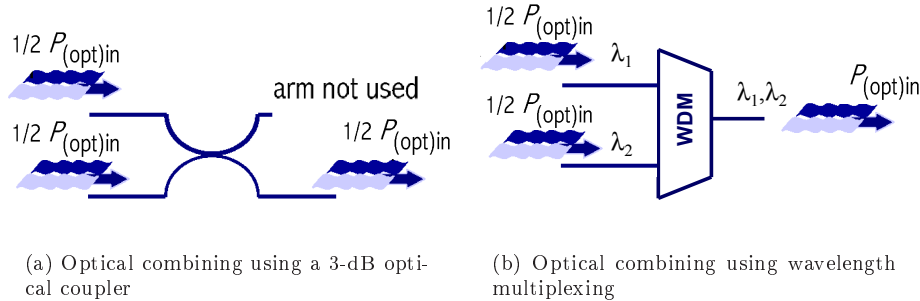 1/2 P(opt)in
arm not used
1/2 P(opt)in
1/2 P(opt)in
(a) Optical combining using a 3-dB opti-
cal coupler
1/2 P(opt)in
λ1
1/2 P(opt)in
λ2
WDM
λ1,λ2
P(opt)in
(b) Optical combining using wavelength
multiplexing